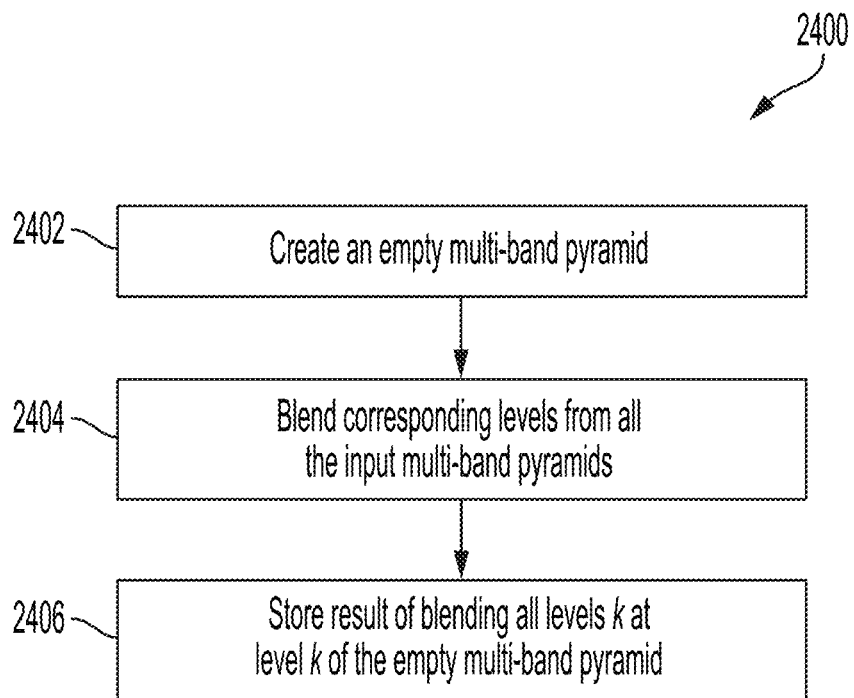 2400
2402
Create an empty multi-band pyramid
2404
Blend corresponding levels from all
the input multi-band pyramids
2406
Store result of blending all levels k at
level k of the empty multi-band pyramid